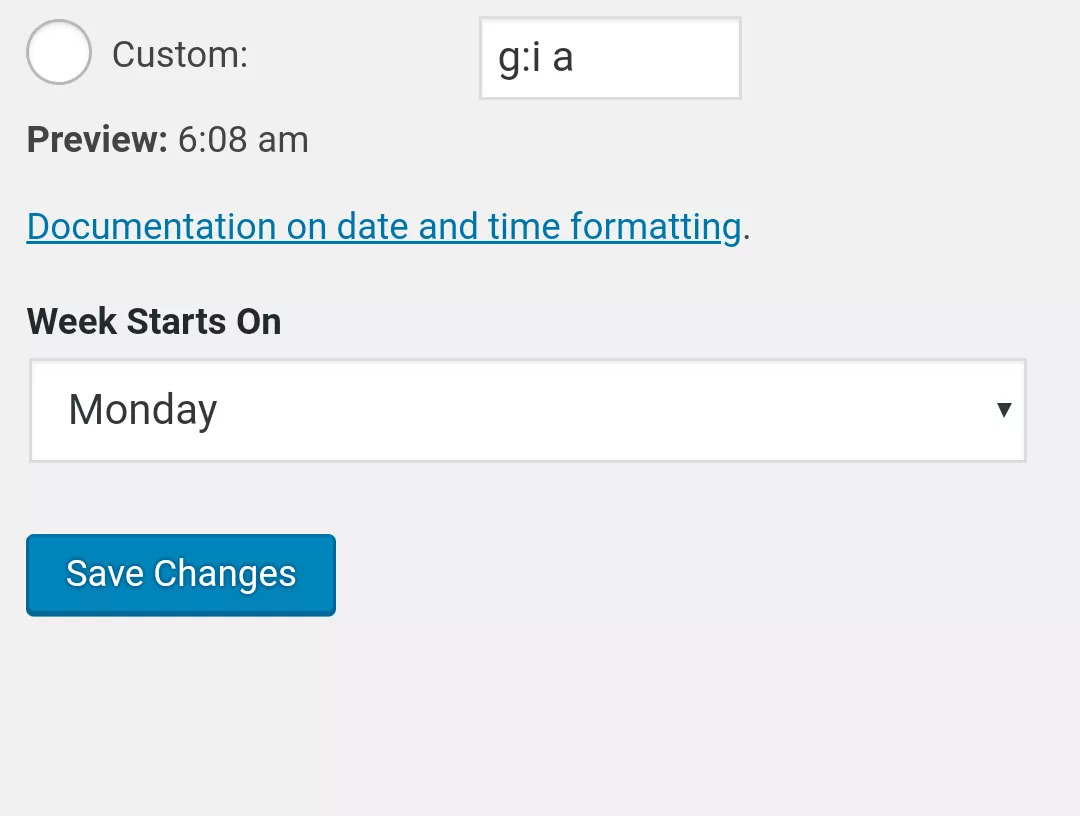 Custom: g:i a
Preview: 6:08 am
Documentation on date and time formatting.
Week Starts On
Monday
Save Changes